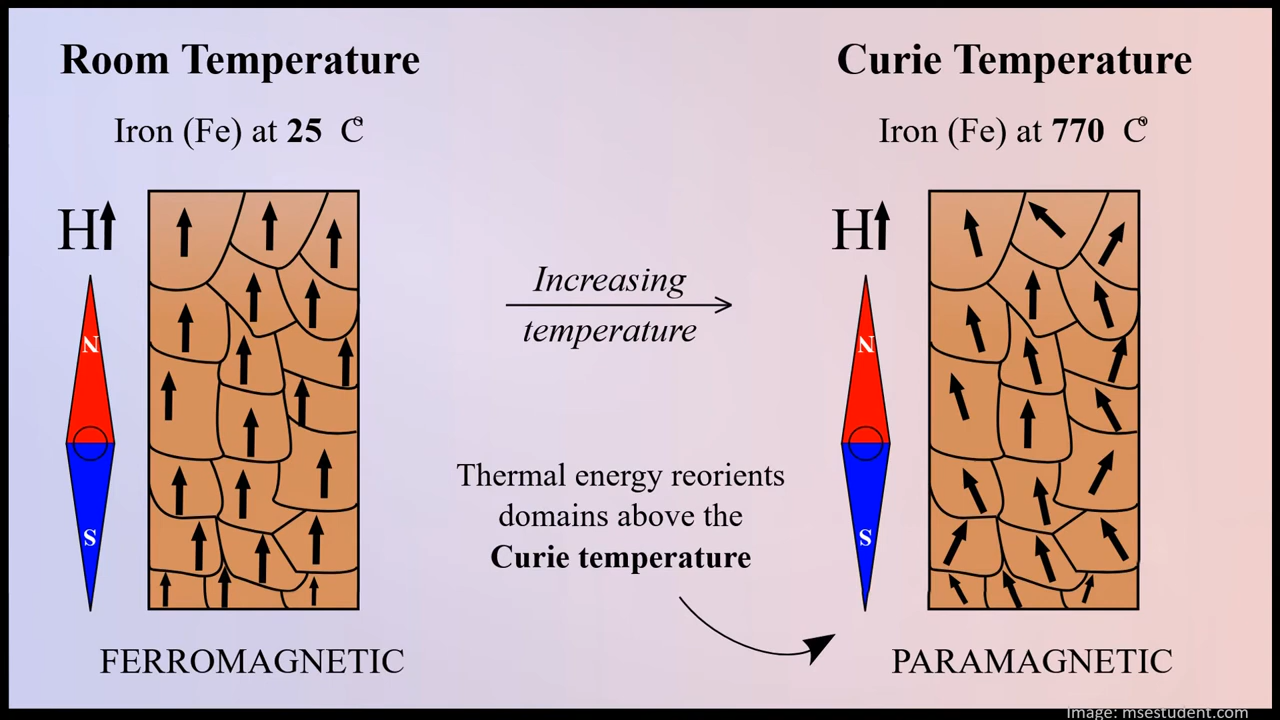 Room Temperature
Iron (Fe) at 25 C°
H
N
S
FERROMAGNETIC
Increasing
temperature
Thermal energy reorients
domains above the
Curie temperature
Curie Temperature
Iron (Fe) at 770 C°
H
N
S
PARAMAGNETIC
Image: msestudent.com